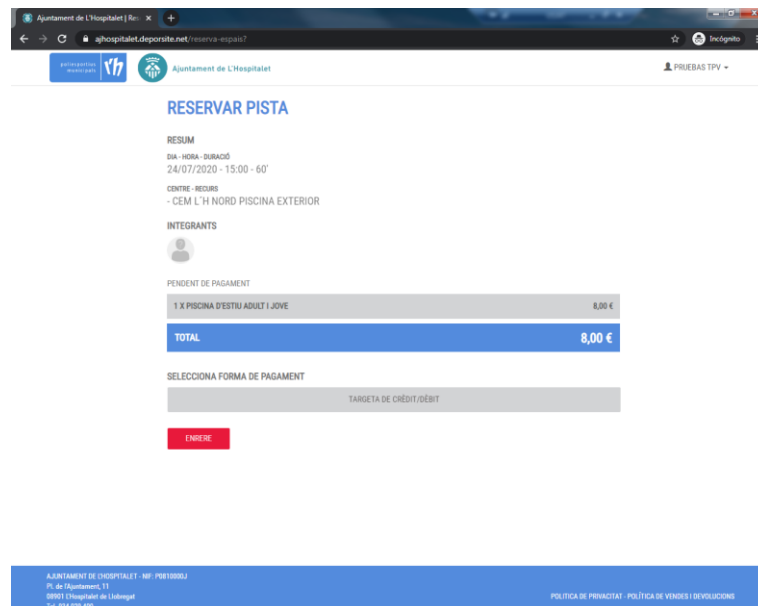 Ajuntament de L'Hospitalet | Res
ajhospitalet.deporsite.net/reserva-espais?
Incógnito
poliesportius
municipals
Ajuntament de L'Hospitalet
PRUEBAS TPV
RESERVAR PISTA
RESUM
DIA - HORA - DURACIÓ
24/07/2020 - 15:00 - 60'
CENTRE - RECURS
- CEM L´H NORD PISCINA EXTERIOR
INTEGRANTS
PENDENT DE PAGAMENT
1 X PISCINA D'ESTIU ADULT I JOVE 8,00 €
TOTAL 8,00 €
SELECCIONA FORMA DE PAGAMENT
TARGETA DE CRÈDIT/DÈBIT
ENRERE
AJUNTAMENT DE L'HOSPITALET - NIF: P0810000J
Pl. de l'Ajuntament, 11
08901 L'Hospitalet de Llobregat
POLITICA DE PRIVACITAT - POLÍTICA DE VENDES I DEVOLUCIONS